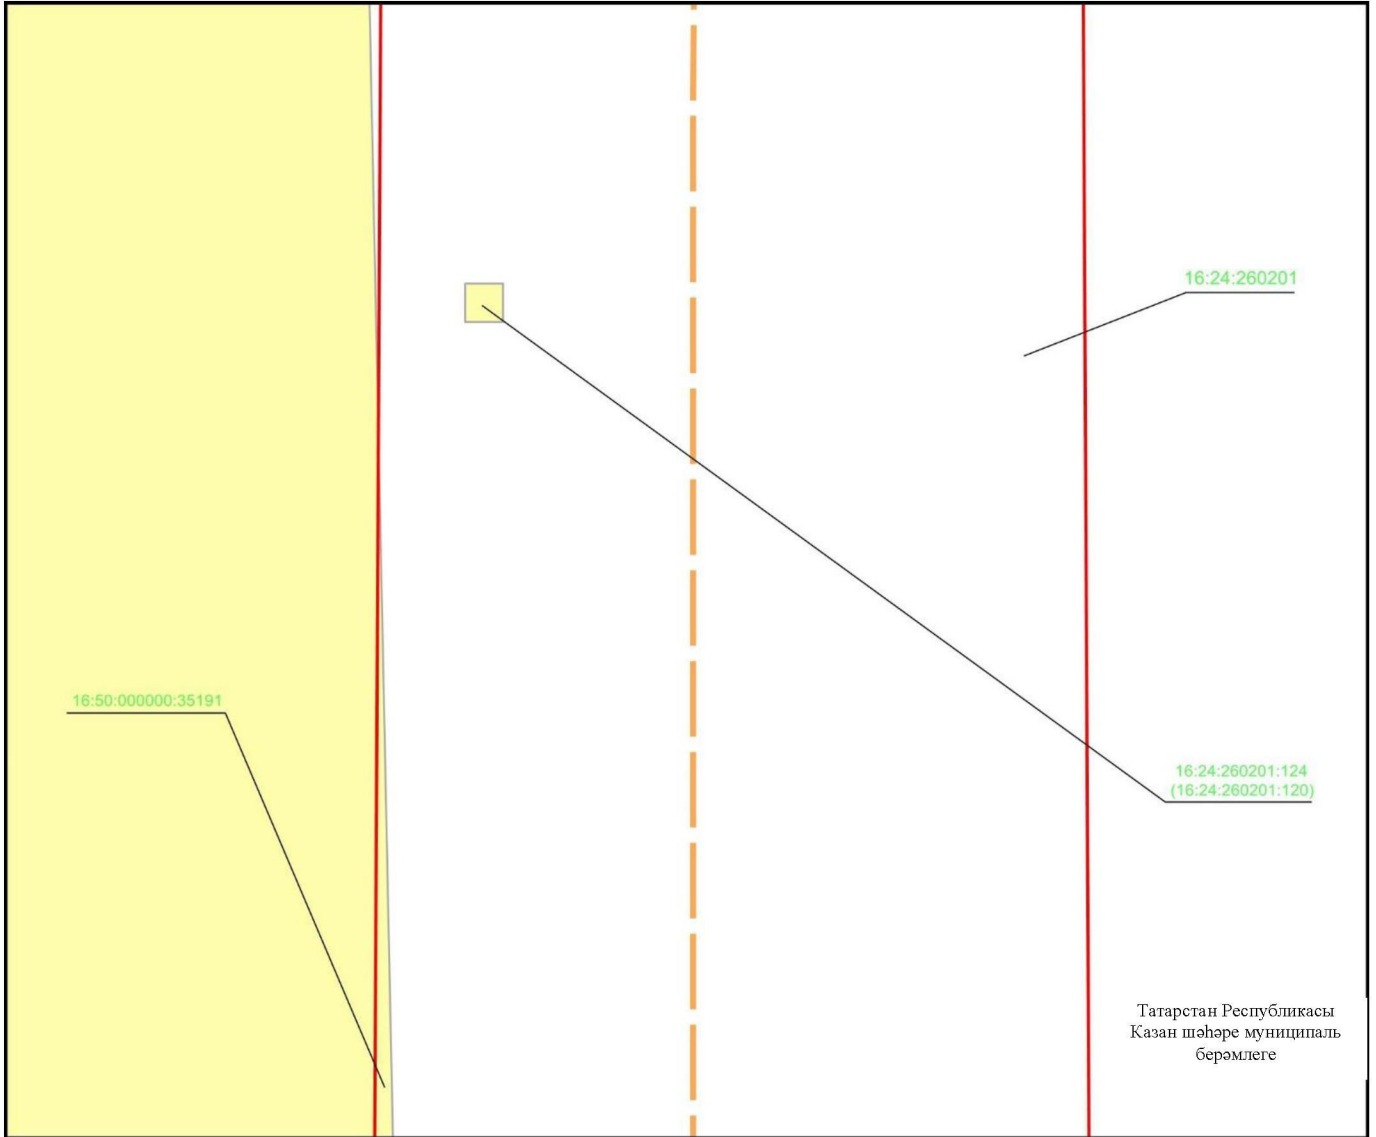 16:24:260201
16:50:000000:35191
16:24:260201:124
(16:24:260201:120)
Татарстан Республикасы
Казан шәһәре муниципаль
берәмлеге